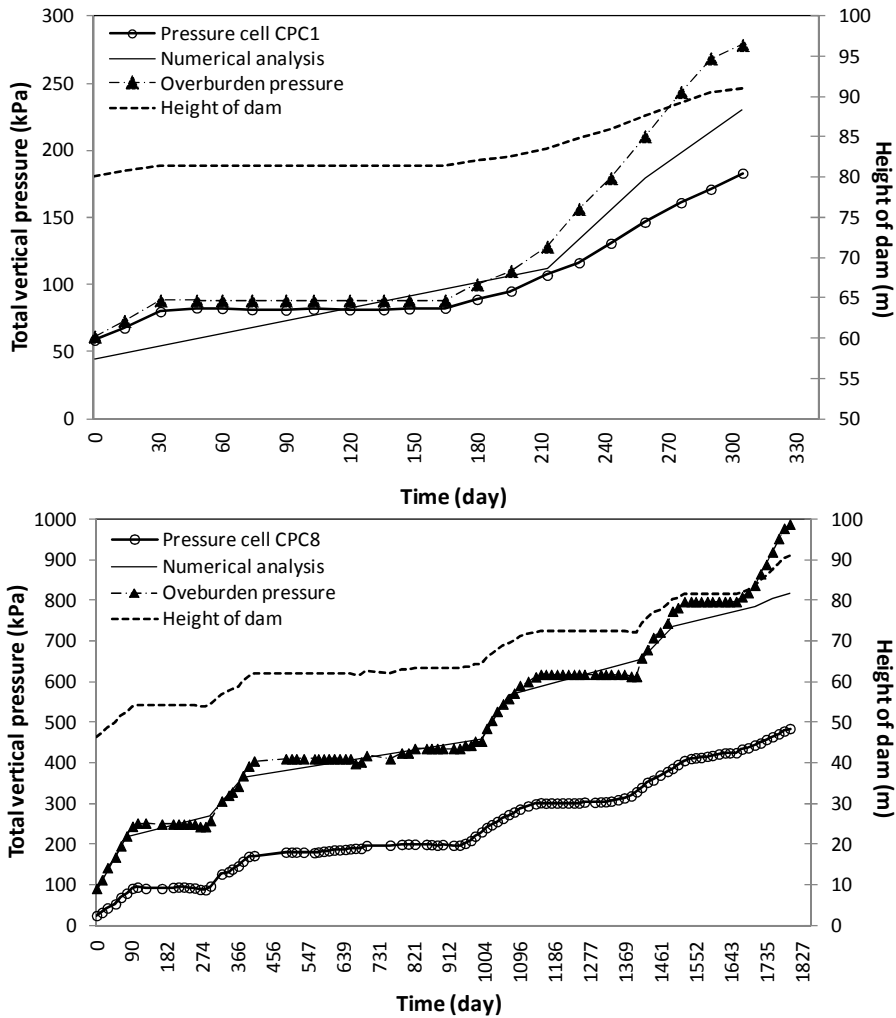 Pressure cell CPC1
Numerical analysis
Overburden pressure
Height of dam
Total vertical pressure (kPa)
300
250
200
150
100
50
0
Height of dam (m)
100
95
90
85
80
75
70
65
60
55
50
0 30 60 90 120 150 180 210 240 270 300 330
Time (day)
Pressure cell CPC8
Numerical analysis
Oveburden pressure
Height of dam
Total vertical pressure (kPa)
1000
900
800
700
600
500
400
300
200
100
0
Height of dam (m)
100
90
80
70
60
50
40
30
20
10
0
0 90 182 274 366 456 547 639 731 821 912 1004 1096 1186 1277 1369 1461 1552 1643 1735 1827
Time (day)